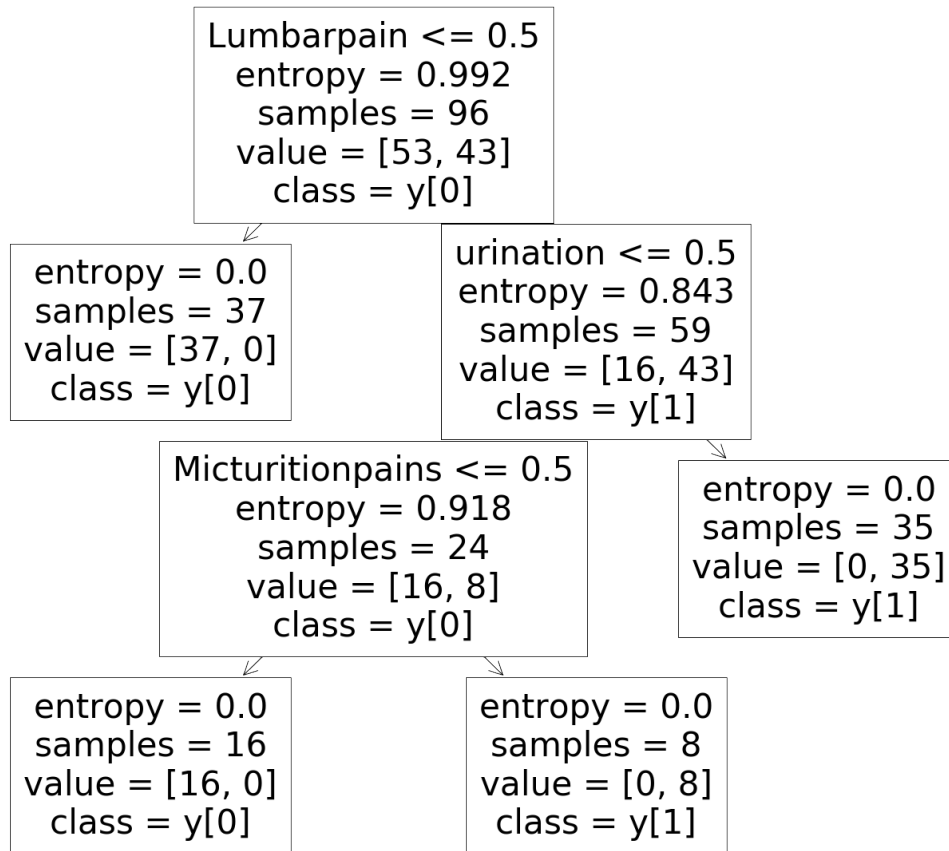 Lumbarpain <= 0.5
entropy = 0.992
samples = 96
value = [53, 43]
class = y[0]
entropy = 0.0
samples = 37
value = [37, 0]
class = y[0]
urination <= 0.5
entropy = 0.843
samples = 59
value = [16, 43]
class = y[1]
Micturitionpains <= 0.5
entropy = 0.918
samples = 24
value = [16, 8]
class = y[0]
entropy = 0.0
samples = 35
value = [0, 35]
class = y[1]
entropy = 0.0
samples = 16
value = [16, 0]
class = y[0]
entropy = 0.0
samples = 8
value = [0, 8]
class = y[1]